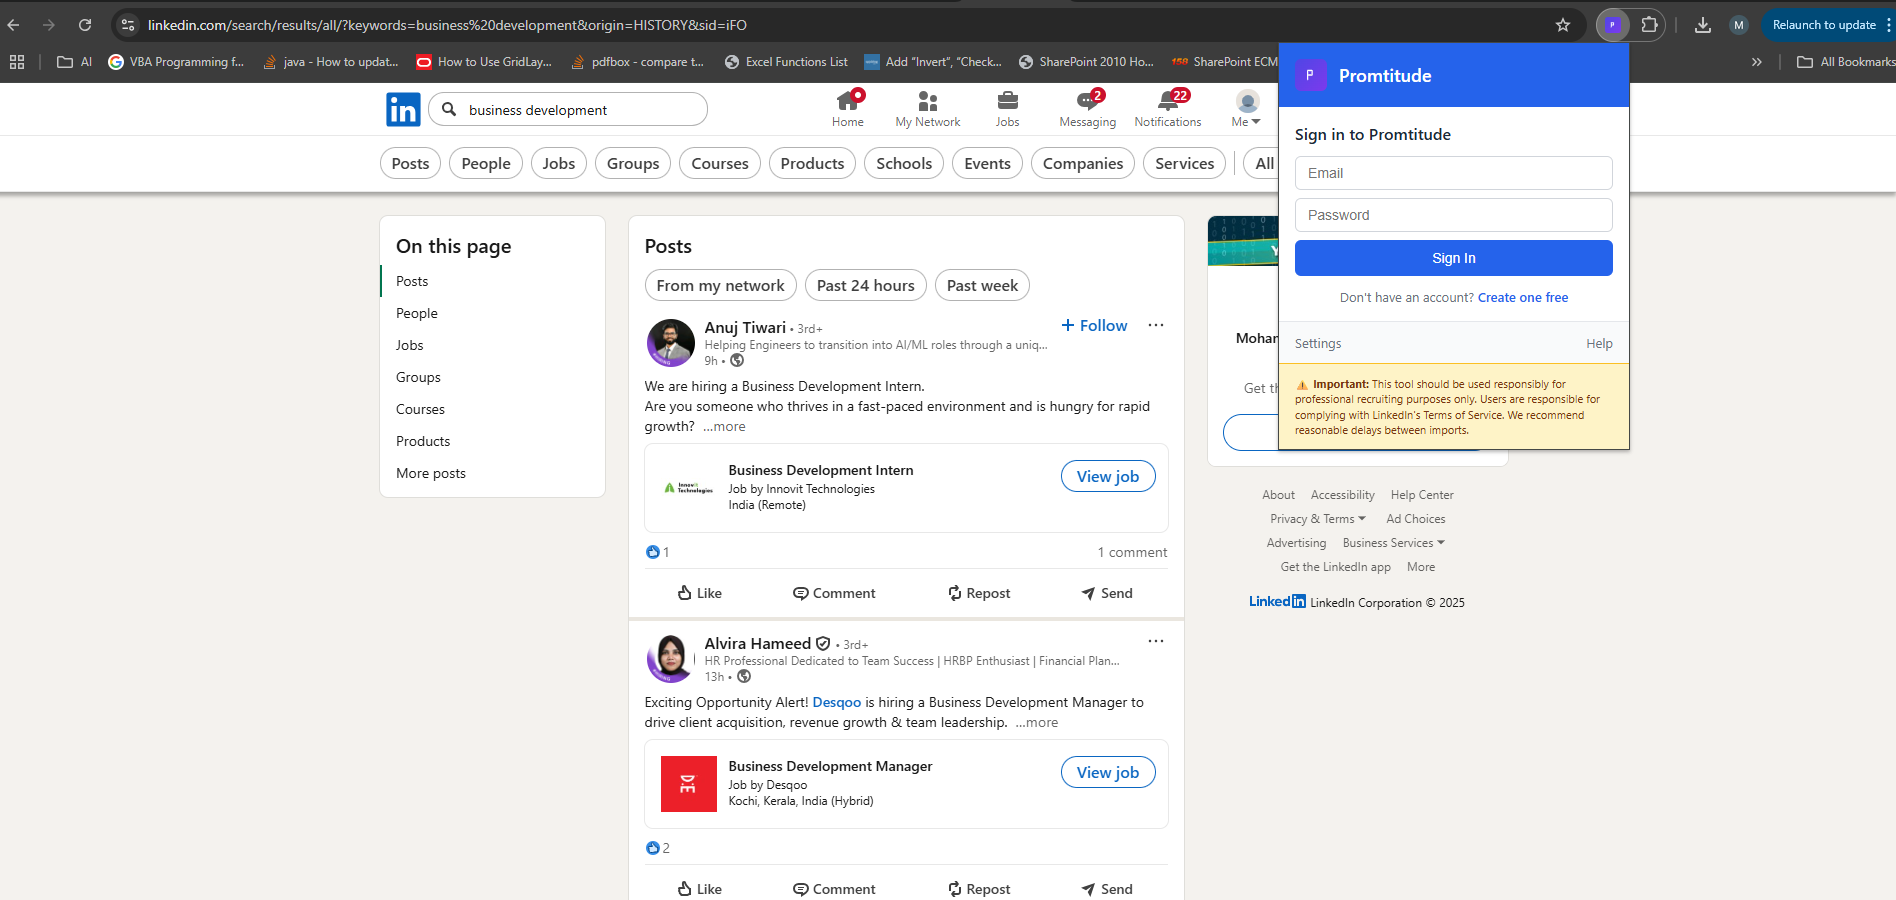 linkedin.com/search/results/all/?keywords=business%20development&origin=HISTORY&sid=iFO
P
M
Relaunch to update
AI
VBA Programming f...
java - How to updat...
How to Use GridLay...
pdfbox - compare t...
Excel Functions List
Add "Invert", "Check...
SharePoint 2010 Ho...
158 SharePoint ECM
»
All Bookmarks
in
business development
Home
My Network
Jobs
2
Messaging
22
Notifications
Me
Posts
People
Jobs
Groups
Courses
Products
Schools
Events
Companies
Services
All
P
Promtitude
Sign in to Promtitude
Email
Password
Sign In
Don't have an account? Create one free
Settings
Help
Important: This tool should be used responsibly for
professional recruiting purposes only. Users are responsible for
complying with LinkedIn's Terms of Service. We recommend
reasonable delays between imports.
On this page
Posts
People
Jobs
Groups
Courses
Products
More posts
Posts
From my network
Past 24 hours
Past week
Anuj Tiwari • 3rd+
+ Follow
Helping Engineers to transition into AI/ML roles through a uniq...
9h •
We are hiring a Business Development Intern.
Are you someone who thrives in a fast-paced environment and is hungry for rapid
growth? ...more
Innovit
Technologies
Business Development Intern
Job by Innovit Technologies
India (Remote)
View job
1
1 comment
Like
Comment
Repost
Send
Alvira Hameed • 3rd+
HR Professional Dedicated to Team Success | HRBP Enthusiast | Financial Plan...
13h •
Exciting Opportunity Alert! Desqoo is hiring a Business Development Manager to
drive client acquisition, revenue growth & team leadership. ...more
Business Development Manager
Job by Desqoo
Kochi, Kerala, India (Hybrid)
View job
2
Like
Comment
Repost
Send
Y
Mohan
Get th
About
Accessibility
Help Center
Privacy & Terms
Ad Choices
Advertising
Business Services
Get the LinkedIn app
More
LinkedIn LinkedIn Corporation © 2025